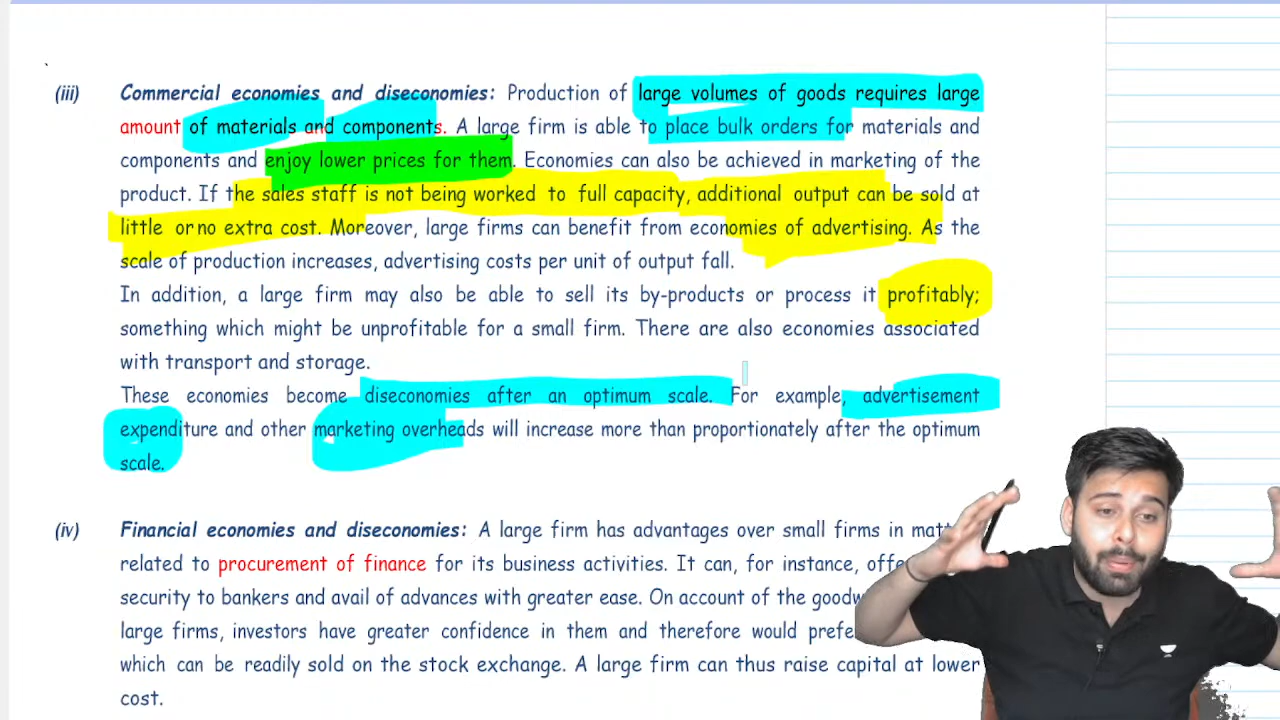 (iii) Commercial economies and diseconomies: Production of large volumes of goods requires large
amount of materials and components. A large firm is able to place bulk orders for materials and
components and enjoy lower prices for them. Economies can also be achieved in marketing of the
product. If the sales staff is not being worked to full capacity, additional output can be sold at
little or no extra cost. Moreover, large firms can benefit from economies of advertising. As the
scale of production increases, advertising costs per unit of output fall.
In addition, a large firm may also be able to sell its by-products or process it profitably;
something which might be unprofitable for a small firm. There are also economies associated
with transport and storage.
These economies become diseconomies after an optimum scale. For example, advertisement
expenditure and other marketing overheads will increase more than proportionately after the optimum
scale.
(iv) Financial economies and diseconomies: A large firm has advantages over small firms in
related to procurement of finance for its business activities. It can, for instance,
security to bankers and avail of advances with greater ease. On account of the
large firms, investors have greater confidence in them and therefore would
which can be readily sold on the stock exchange. A large firm can thus raise capital at lower
cost.